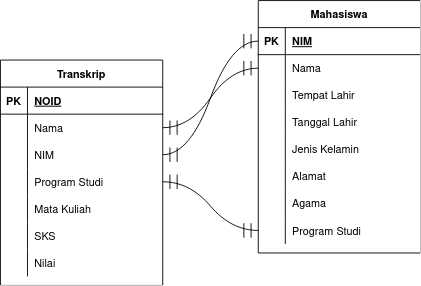 Transkrip
PK NOID
Nama
NIM
Program Studi
Mata Kuliah
SKS
Nilai
Mahasiswa
PK NIM
Nama
Tempat Lahir
Tanggal Lahir
Jenis Kelamin
Alamat
Agama
Program Studi